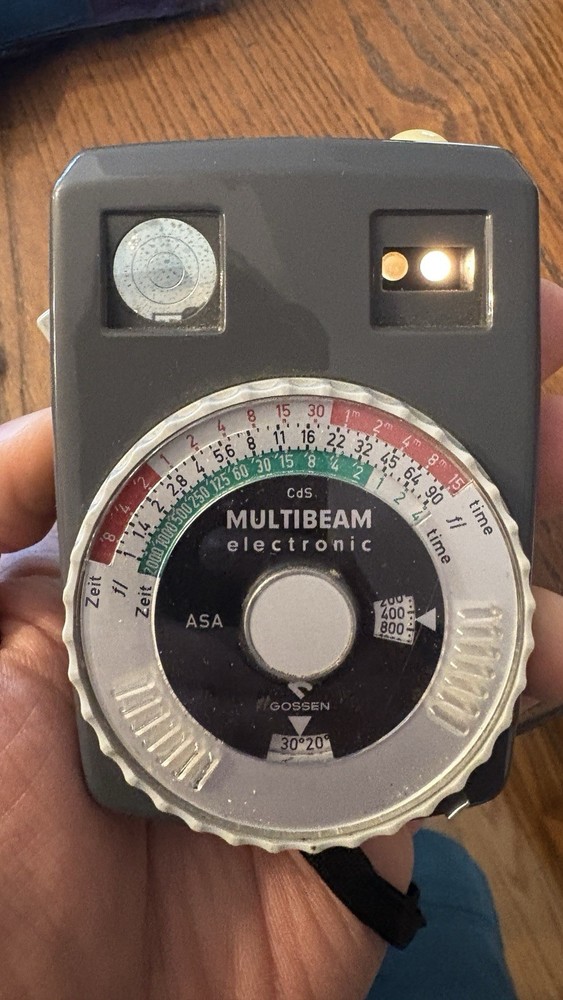 Zeit '8 '4 '2 1 2 4 8 15 30 1m 2m 4m 8m 15 time
f/ 1 1.4 2 2.8 4 5.6 8 11 16 22 32 45 64 90 f/
Zeit 2000 1000 500 250 125 60 30 15 8 4 2 1 2 4 time
CdS
MULTIBEAM
electronic
ASA
200
400
800
GOSSEN
30° 20°